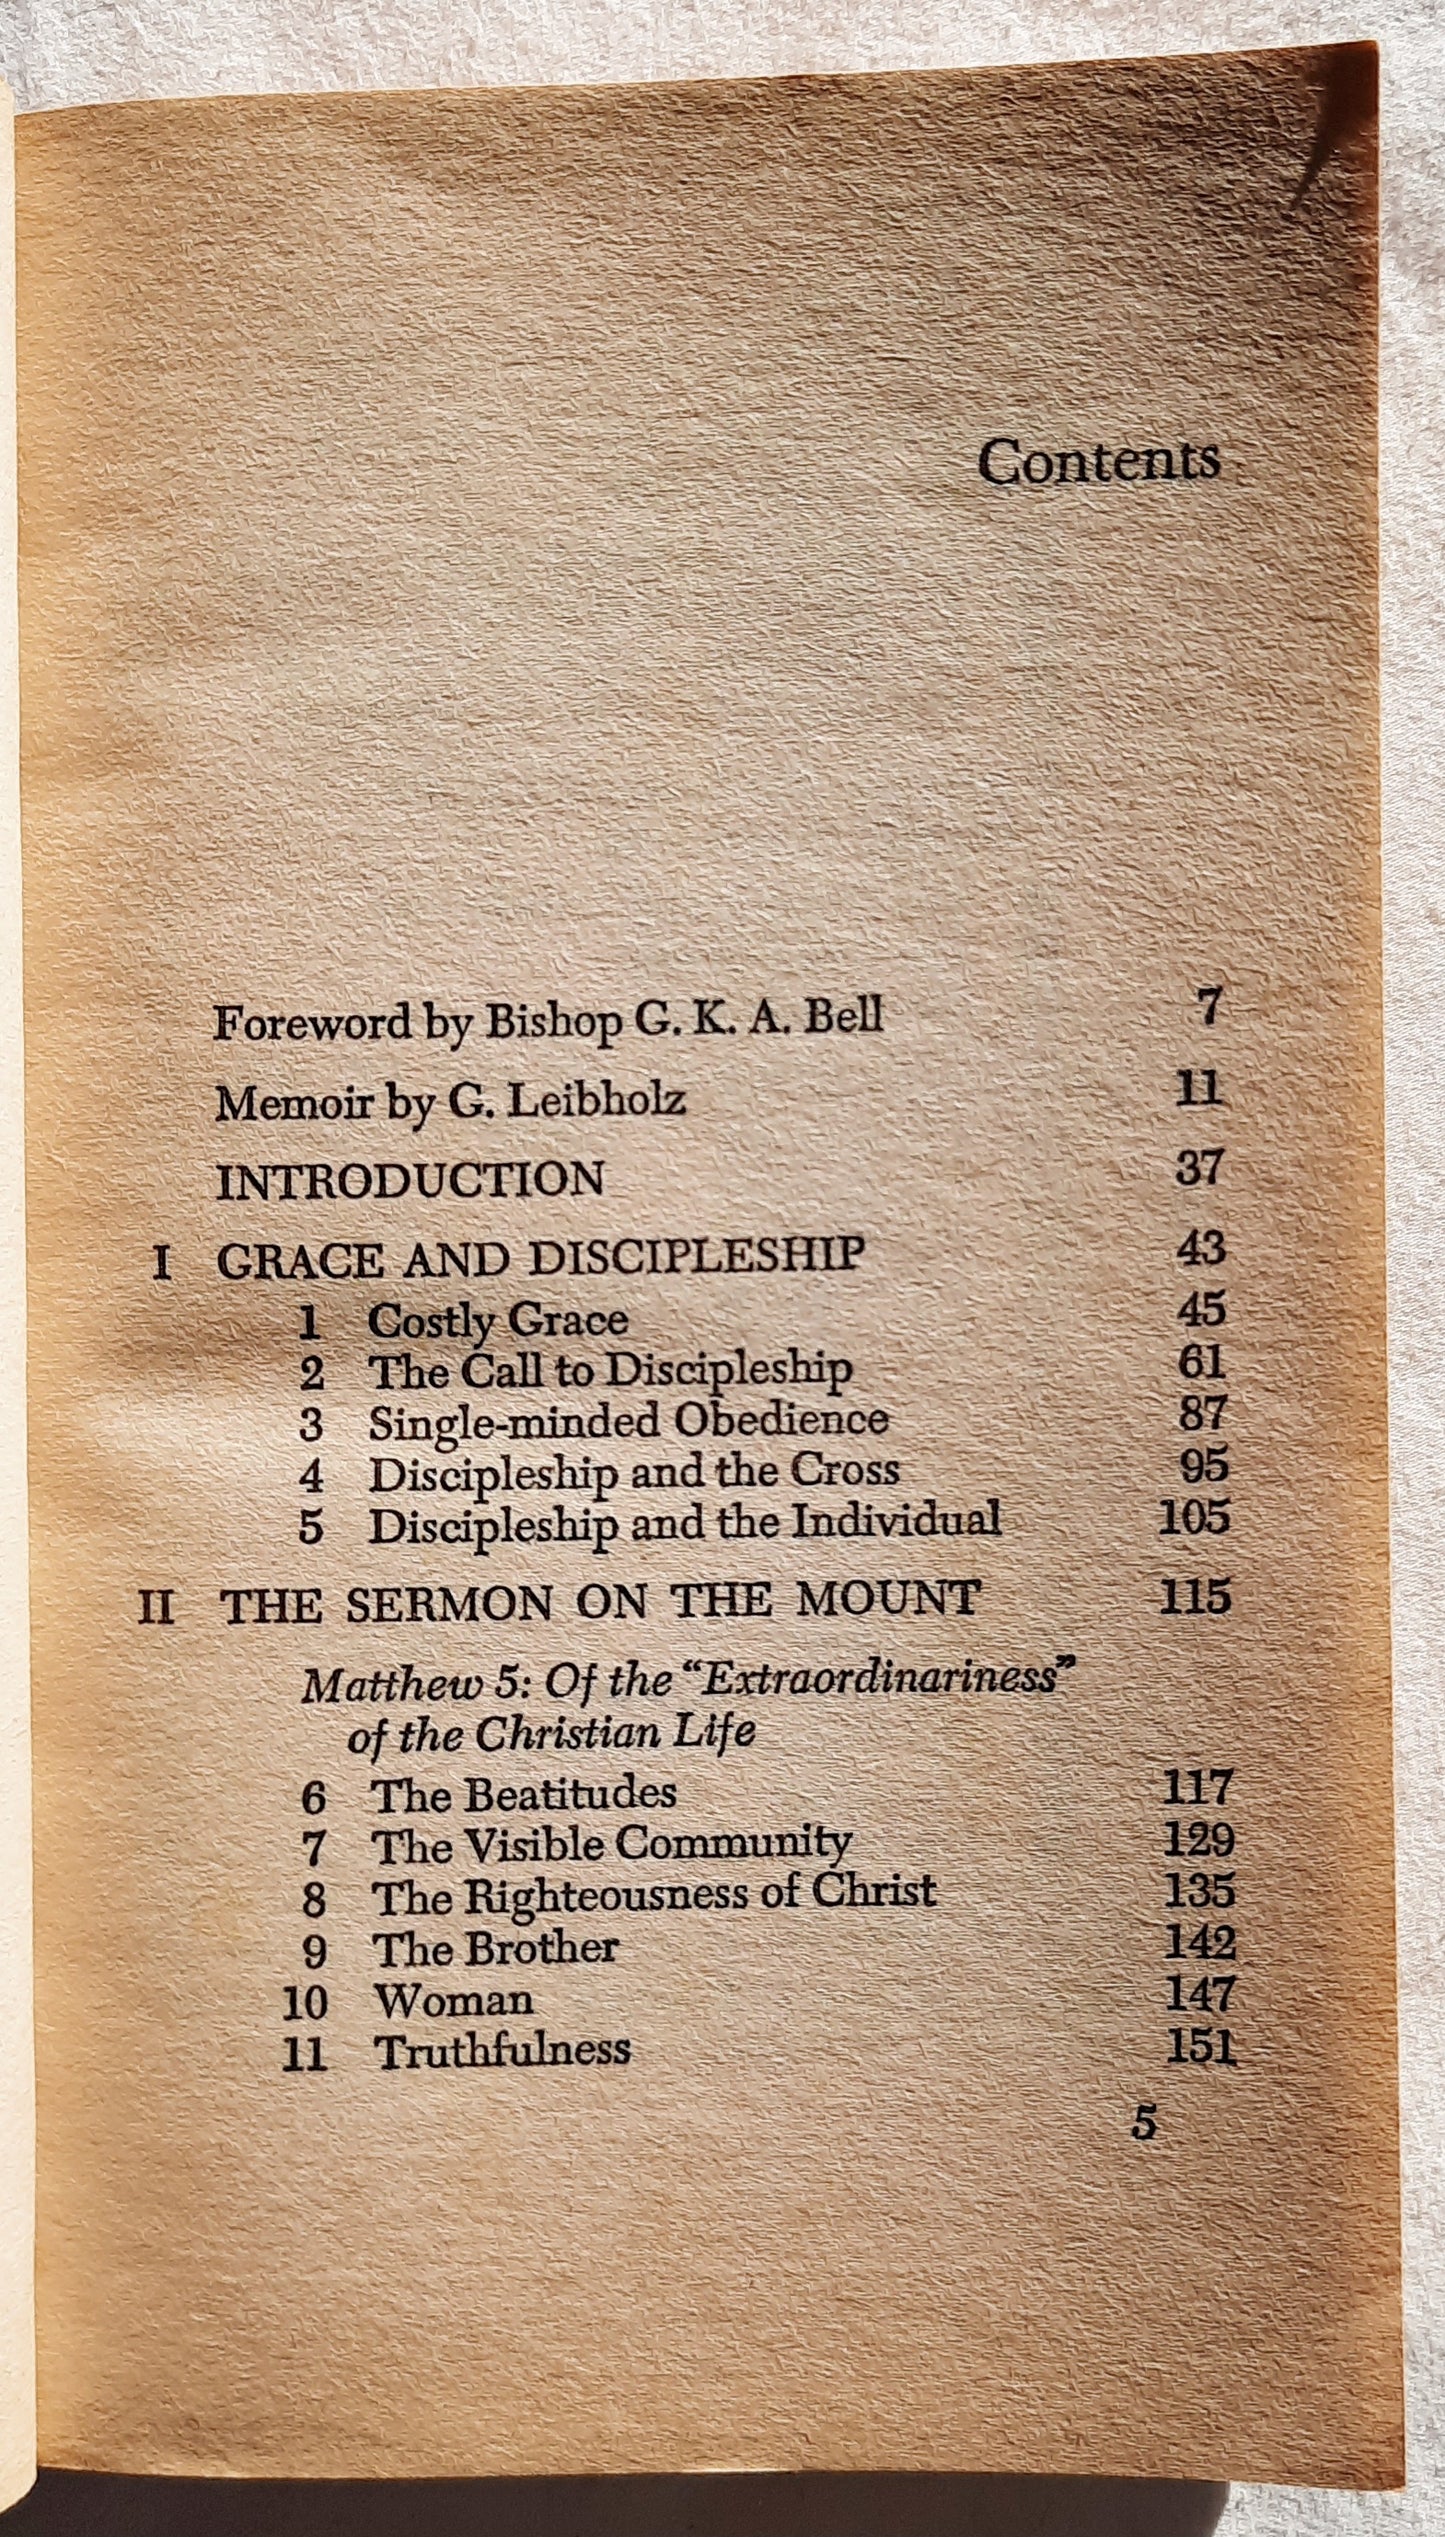 Contents
Foreword by Bishop G. K. A. Bell 7
Memoir by G. Leibholz 11
INTRODUCTION 37
I GRACE AND DISCIPLESHIP 43
1 Costly Grace 45
2 The Call to Discipleship 61
3 Single-minded Obedience 87
4 Discipleship and the Cross 95
5 Discipleship and the Individual 105
II THE SERMON ON THE MOUNT 115
Matthew 5: Of the “Extraordinariness”
of the Christian Life
6 The Beatitudes 117
7 The Visible Community 129
8 The Righteousness of Christ 135
9 The Brother 142
10 Woman 147
11 Truthfulness 151
5